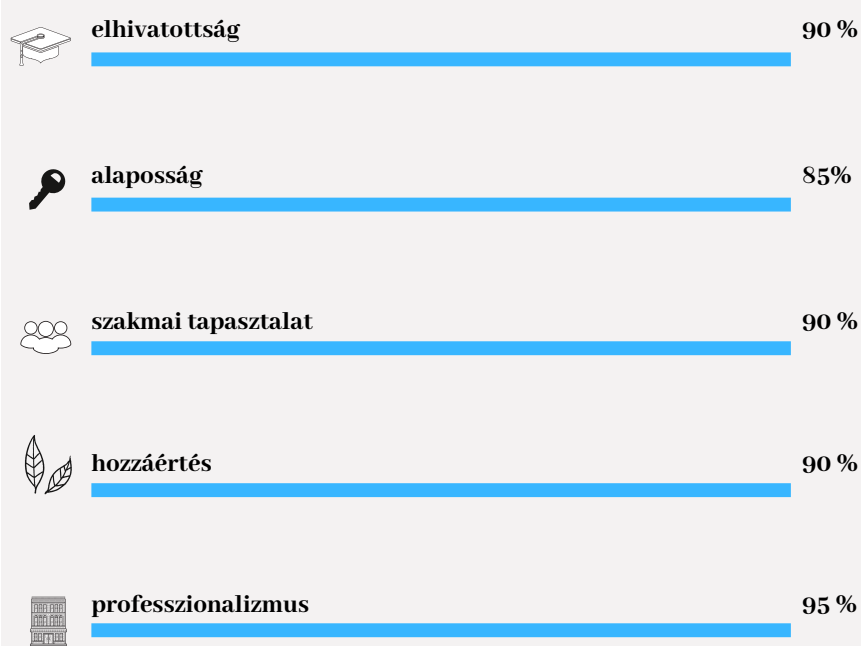 elhivatottság 90 %
alaposság 85%
szakmai tapasztalat 90 %
hozzáértés 90 %
professzionalizmus 95 %